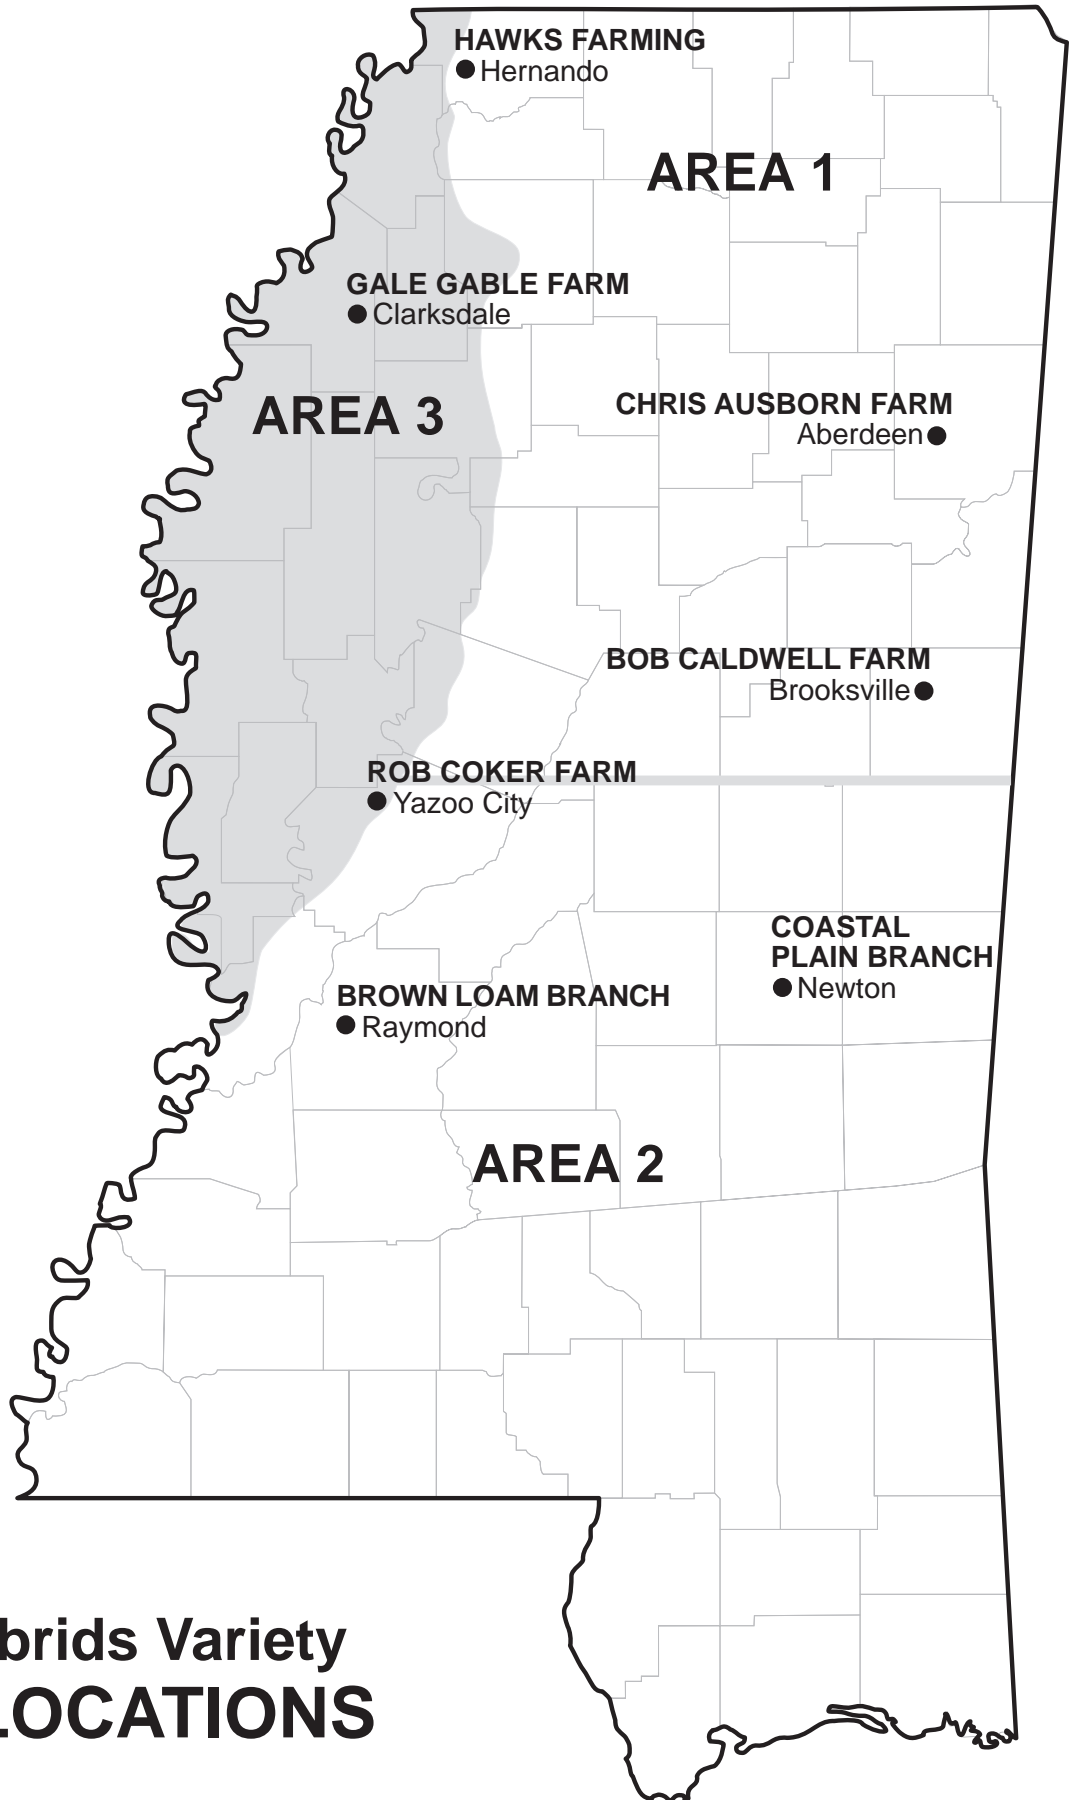 HAWKS FARMING
Hernando
AREA 1
GALE GABLE FARM
Clarksdale
AREA 3
CHRIS AUSBORN FARM
Aberdeen
BOB CALDWELL FARM
Brooksville
ROB COKER FARM
Yazoo City
COASTAL
PLAIN BRANCH
Newton
BROWN LOAM BRANCH
Raymond
AREA 2
brids Variety
LOCATIONS